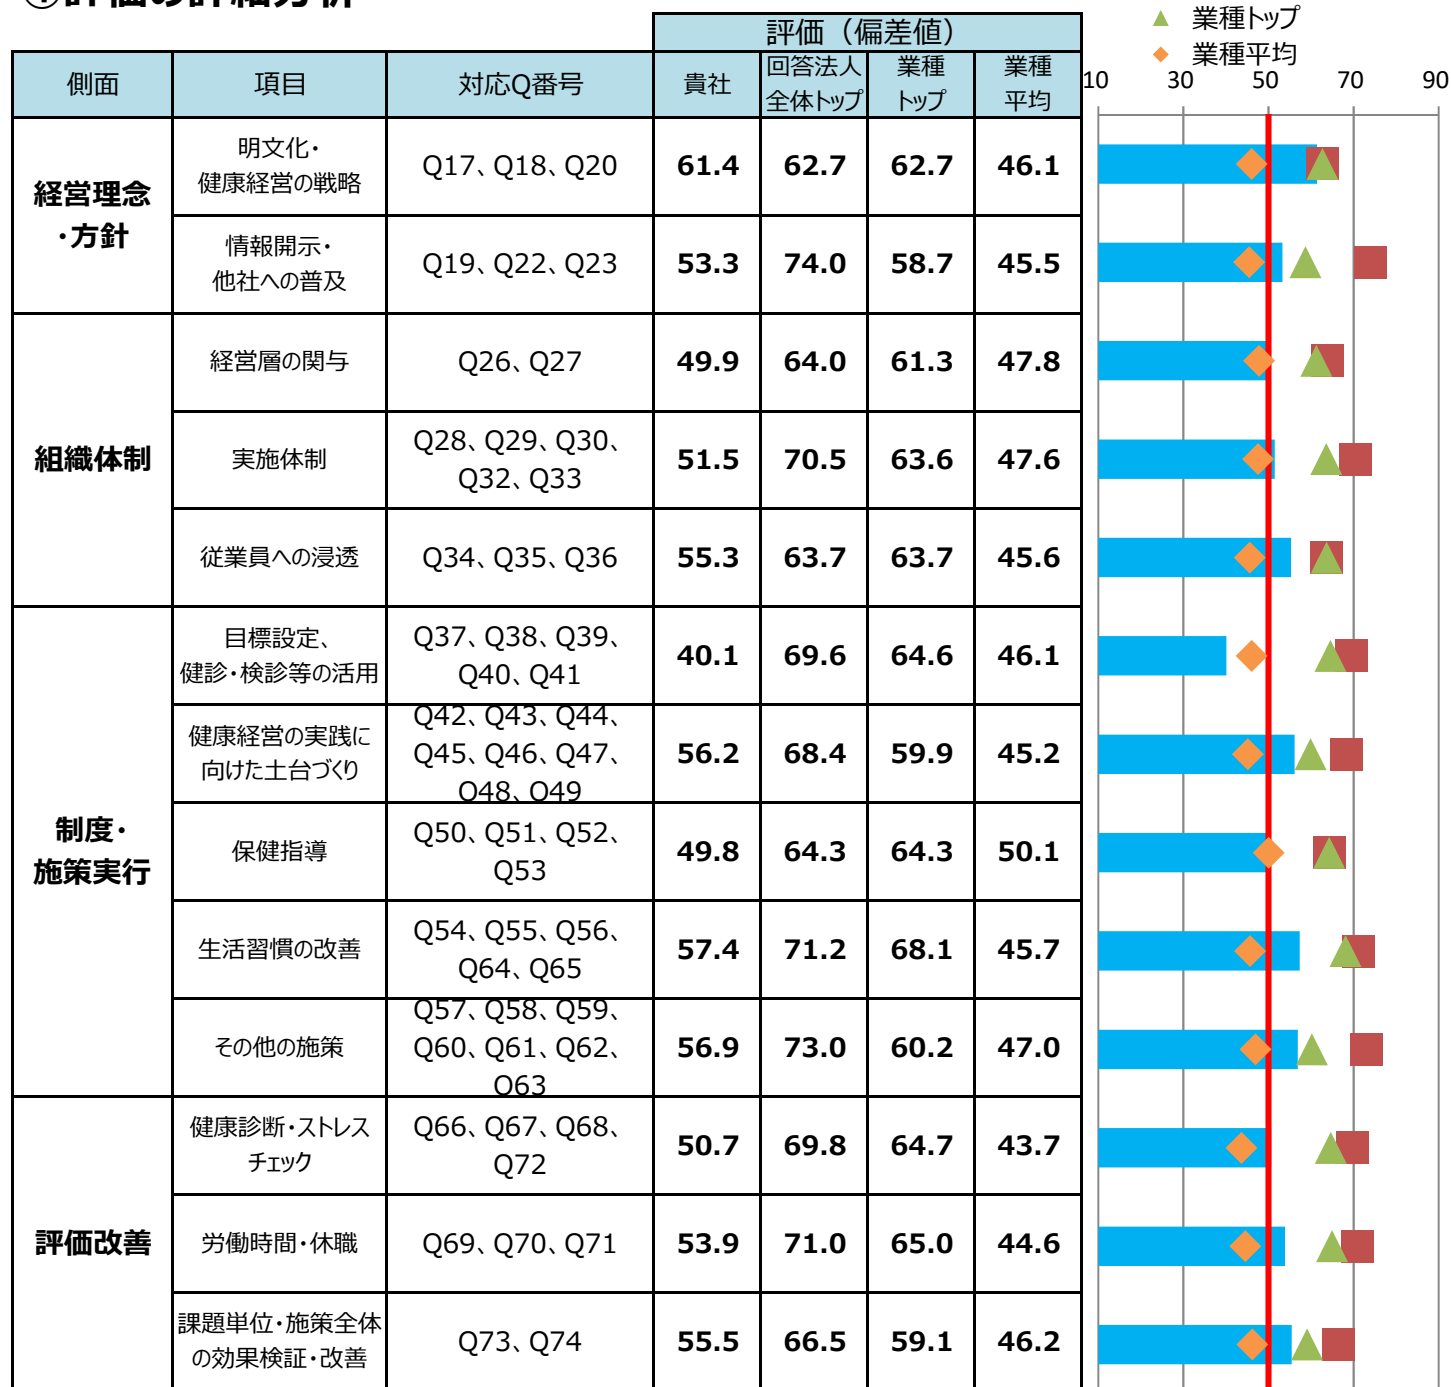 ①評価の詳細分析
▲ 業種トップ
◆ 業種平均
評価（偏差値）
側面 項目 対応Q番号 貴社 回答法人全体トップ 業種トップ 業種平均
10 30 50 70 90
経営理念・方針
明文化・
健康経営の戦略
Q17、Q18、Q20
61.4 62.7 62.7 46.1
情報開示・
他社への普及
Q19、Q22、Q23
53.3 74.0 58.7 45.5
組織体制
経営層の関与
Q26、Q27
49.9 64.0 61.3 47.8
実施体制
Q28、Q29、Q30、
Q32、Q33
51.5 70.5 63.6 47.6
従業員への浸透
Q34、Q35、Q36
55.3 63.7 63.7 45.6
制度・
施策実行
目標設定、
健診・検診等の活用
Q37、Q38、Q39、
Q40、Q41
40.1 69.6 64.6 46.1
健康経営の実践に
向けた土台づくり
Q42、Q43、Q44、
Q45、Q46、Q47、
Q48、Q49
56.2 68.4 59.9 45.2
保健指導
Q50、Q51、Q52、
Q53
49.8 64.3 64.3 50.1
生活習慣の改善
Q54、Q55、Q56、
Q64、Q65
57.4 71.2 68.1 45.7
その他の施策
Q57、Q58、Q59、
Q60、Q61、Q62、
Q63
56.9 73.0 60.2 47.0
評価改善
健康診断・ストレス
チェック
Q66、Q67、Q68、
Q72
50.7 69.8 64.7 43.7
労働時間・休職
Q69、Q70、Q71
53.9 71.0 65.0 44.6
課題単位・施策全体
の効果検証・改善
Q73、Q74
55.5 66.5 59.1 46.2